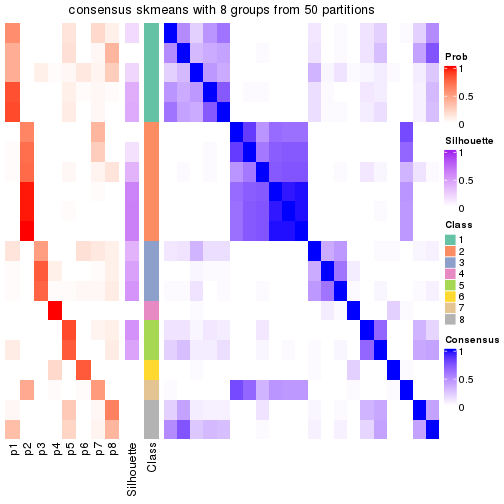 consensus skmeans with 8 groups from 50 partitions
Prob
1
0.5
0
Silhouette
1
0.5
0
Class
1
2
3
4
5
6
7
8
Consensus
1
0.5
0
p1
p2
p3
p4
p5
p6
p7
p8
Silhouette
Class